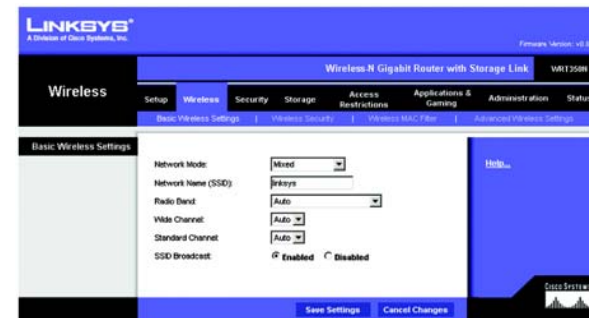 LINKSYS®
A Division of Cisco Systems, Inc.
Firmware Version: v0.0
Wireless-N Gigabit Router with Storage Link WRT350N
Wireless
Setup Wireless Security Storage Access Restrictions Applications & Gaming Administration Status
Basic Wireless Settings | Wireless Security | Wireless MAC Filter | Advanced Wireless Settings
Basic Wireless Settings
Network Mode: Mixed
Help...
Network Name (SSID): linksys
Radio Band: Auto
Wide Channel: Auto
Standard Channel: Auto
SSID Broadcast: Enabled Disabled
CISCO SYSTEMS
Save Settings Cancel Changes